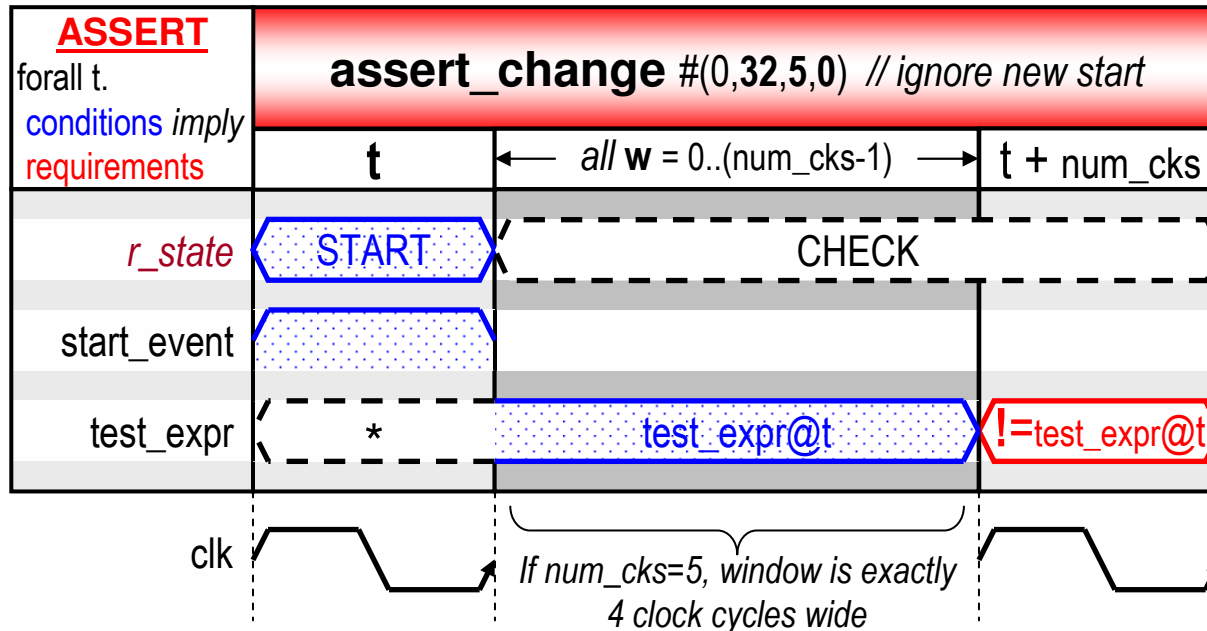 ASSERT
forall t.
conditions imply
requirements
assert_change #(0,32,5,0) // ignore new start
t
all w = 0..(num_cks-1)
t + num_cks
r_state
START
CHECK
start_event
test_expr
*
test_expr@t
!=test_expr@t
clk
If num_cks=5, window is exactly
4 clock cycles wide